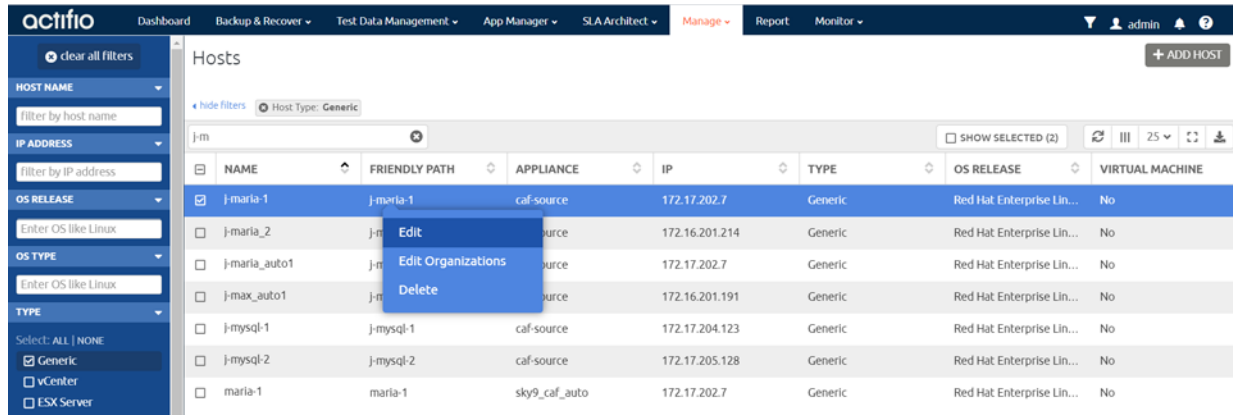 actifio Dashboard Backup & Recover Test Data Management App Manager SLA Architect Manage Report Monitor admin
clear all filters
Hosts
+ ADD HOST
HOST NAME
filter by host name
IP ADDRESS
filter by IP address
OS RELEASE
Enter OS like Linux
OS TYPE
Enter OS like Linux
TYPE
Select: ALL | NONE
Generic
vCenter
ESX Server
hide filters Host Type: Generic
j-m SHOW SELECTED (2) 25
NAME FRIENDLY PATH APPLIANCE IP TYPE OS RELEASE VIRTUAL MACHINE
j-maria-1 j-maria-1 caf-source 172.17.202.7 Generic Red Hat Enterprise Lin... No
j-maria_2 j-m urce 172.16.201.214 Generic Red Hat Enterprise Lin... No
j-maria_auto1 j-m urce 172.17.202.7 Generic Red Hat Enterprise Lin... No
j-max_auto1 j-m urce 172.16.201.191 Generic Red Hat Enterprise Lin... No
j-mysql-1 j-mysql-1 caf-source 172.17.204.123 Generic Red Hat Enterprise Lin... No
j-mysql-2 j-mysql-2 caf-source 172.17.205.128 Generic Red Hat Enterprise Lin... No
maria-1 maria-1 sky9_caf_auto 172.17.202.7 Generic Red Hat Enterprise Lin... No
Edit
Edit Organizations
Delete